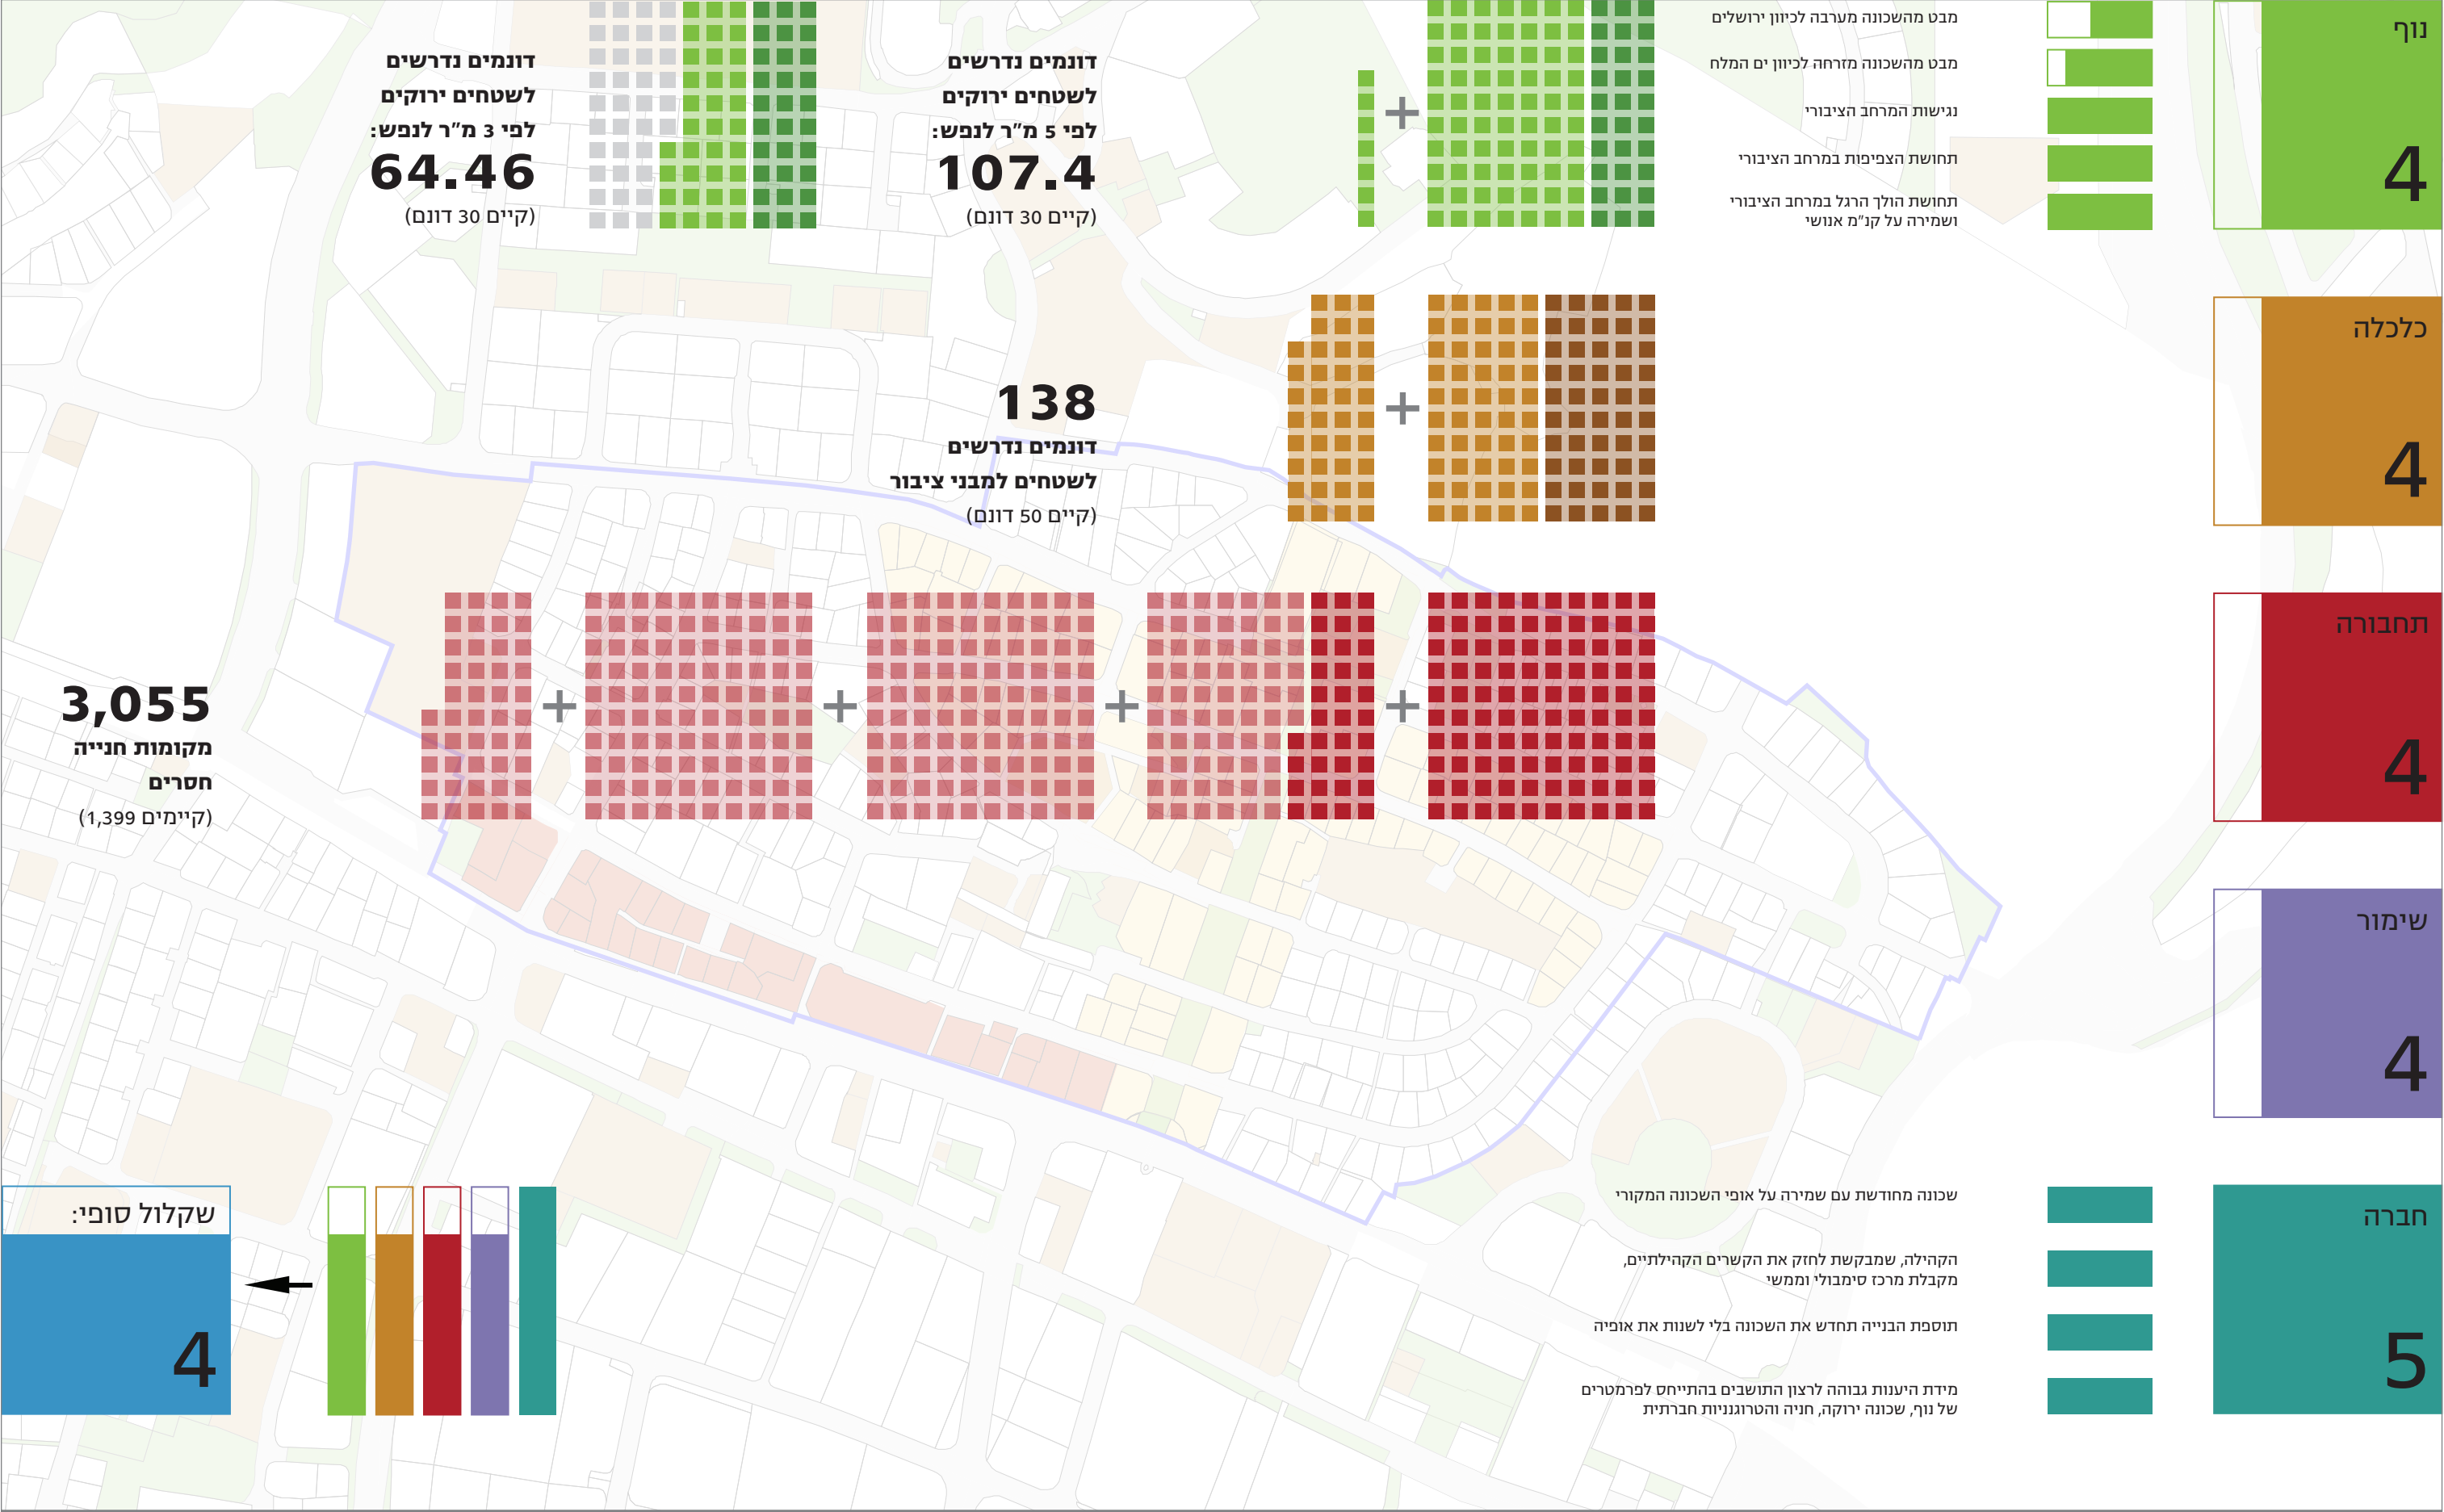 נוף
4
מבט מהשכונה מערבה לכיוון ירושלים
מבט מהשכונה מזרחה לכיוון ים המלח
נגישות המרחב הציבורי
תחושת הצפיפות במרחב הציבורי
תחושת הולך הרגל במרחב הציבורי
ושמירה על קנ"מ אנושי
+
דונמים נדרשים
לשטחים ירוקים
לפי 5 מ"ר לנפש:
107.4
(קיים 30 דונם)
דונמים נדרשים
לשטחים ירוקים
לפי 3 מ"ר לנפש:
64.46
(קיים 30 דונם)
כלכלה
4
+
138
דונמים נדרשים
לשטחים למבני ציבור
(קיים 50 דונם)
תחבורה
4
+
+
+
+
3,055
מקומות חנייה
חסרים
(קיימים 1,399)
שימור
4
חברה
5
שכונה מחודשת עם שמירה על אופי השכונה המקורי
הקהילה, שמבקשת לחזק את הקשרים הקהילתיים,
מקבלת מרכז סימבולי וממשי
תוספת הבנייה תחדש את השכונה בלי לשנות את אופיה
מידת היענות גבוהה לרצון התושבים בהתייחס לפרמטרים
של נוף, שכונה ירוקה, חניה והטרוגנניות חברתית
שקלול סופי:
4